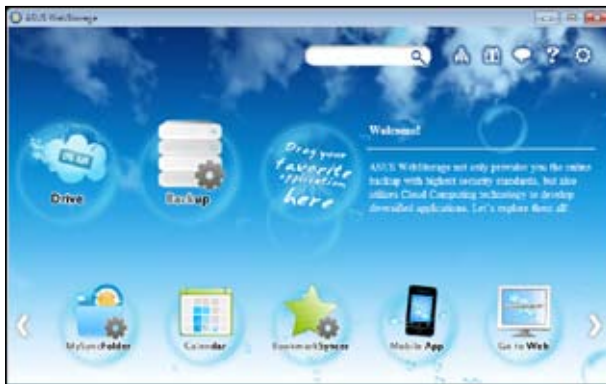 ASUS WebStorage
Welcome!
ASUS WebStorage not only provides you the online
backup with highest security standards, but also
utilizes Cloud Computing technology to develop
diversified applications. Let's explore them all!
Drag your
favorite
application
here
Drive
Backup
MySyncFolder
Calendar
BookmarkSyncer
Mobile App
Go to Web